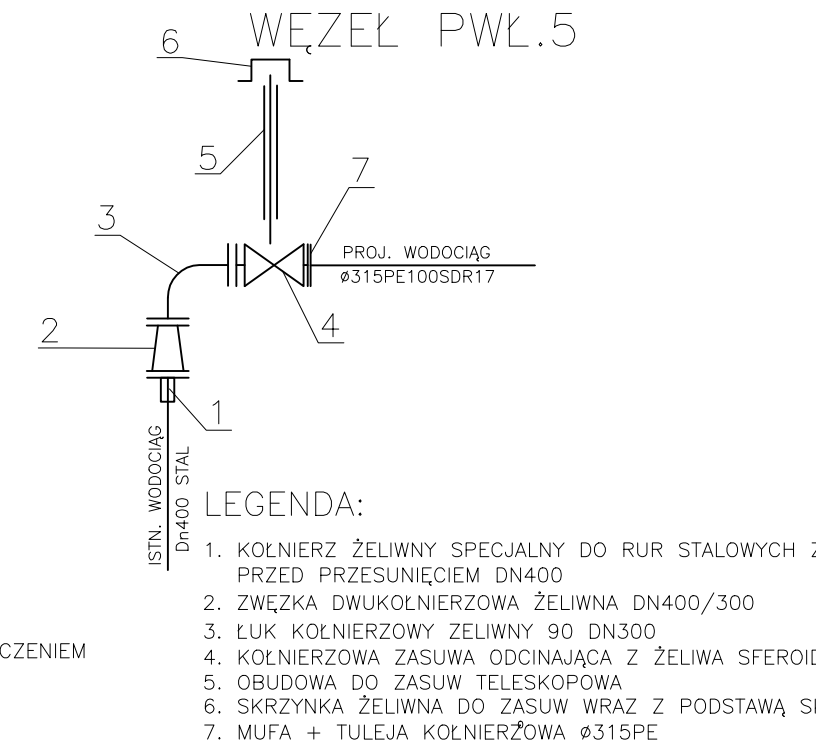 WĘZEŁ PWŁ.5
6
5
7
3
PROJ. WODOCIĄG
ø315PE100SDR17
4
2
1
ISTN. WODOCIĄG
Dn400 STAL
LEGENDA:
1. KOŁNIERZ ŻELIWNY SPECJALNY DO RUR STALOWYCH Z
PRZED PRZESUNIĘCIEM DN400
2. ZWĘZKA DWUKOŁNIERZOWA ŻELIWNA DN400/300
3. ŁUK KOŁNIERZOWY ZELIWNY 90 DN300
CZENIEM
4. KOŁNIERZOWA ZASUWA ODCINAJĄCA Z ŻELIWA SFEROID
5. OBUDOWA DO ZASUW TELESKOPOWA
6. SKRZYNKA ŻELIWNA DO ZASUW WRAZ Z PODSTAWĄ
7. MUFA + TULEJA KOŁNIERZOWA ø315PE